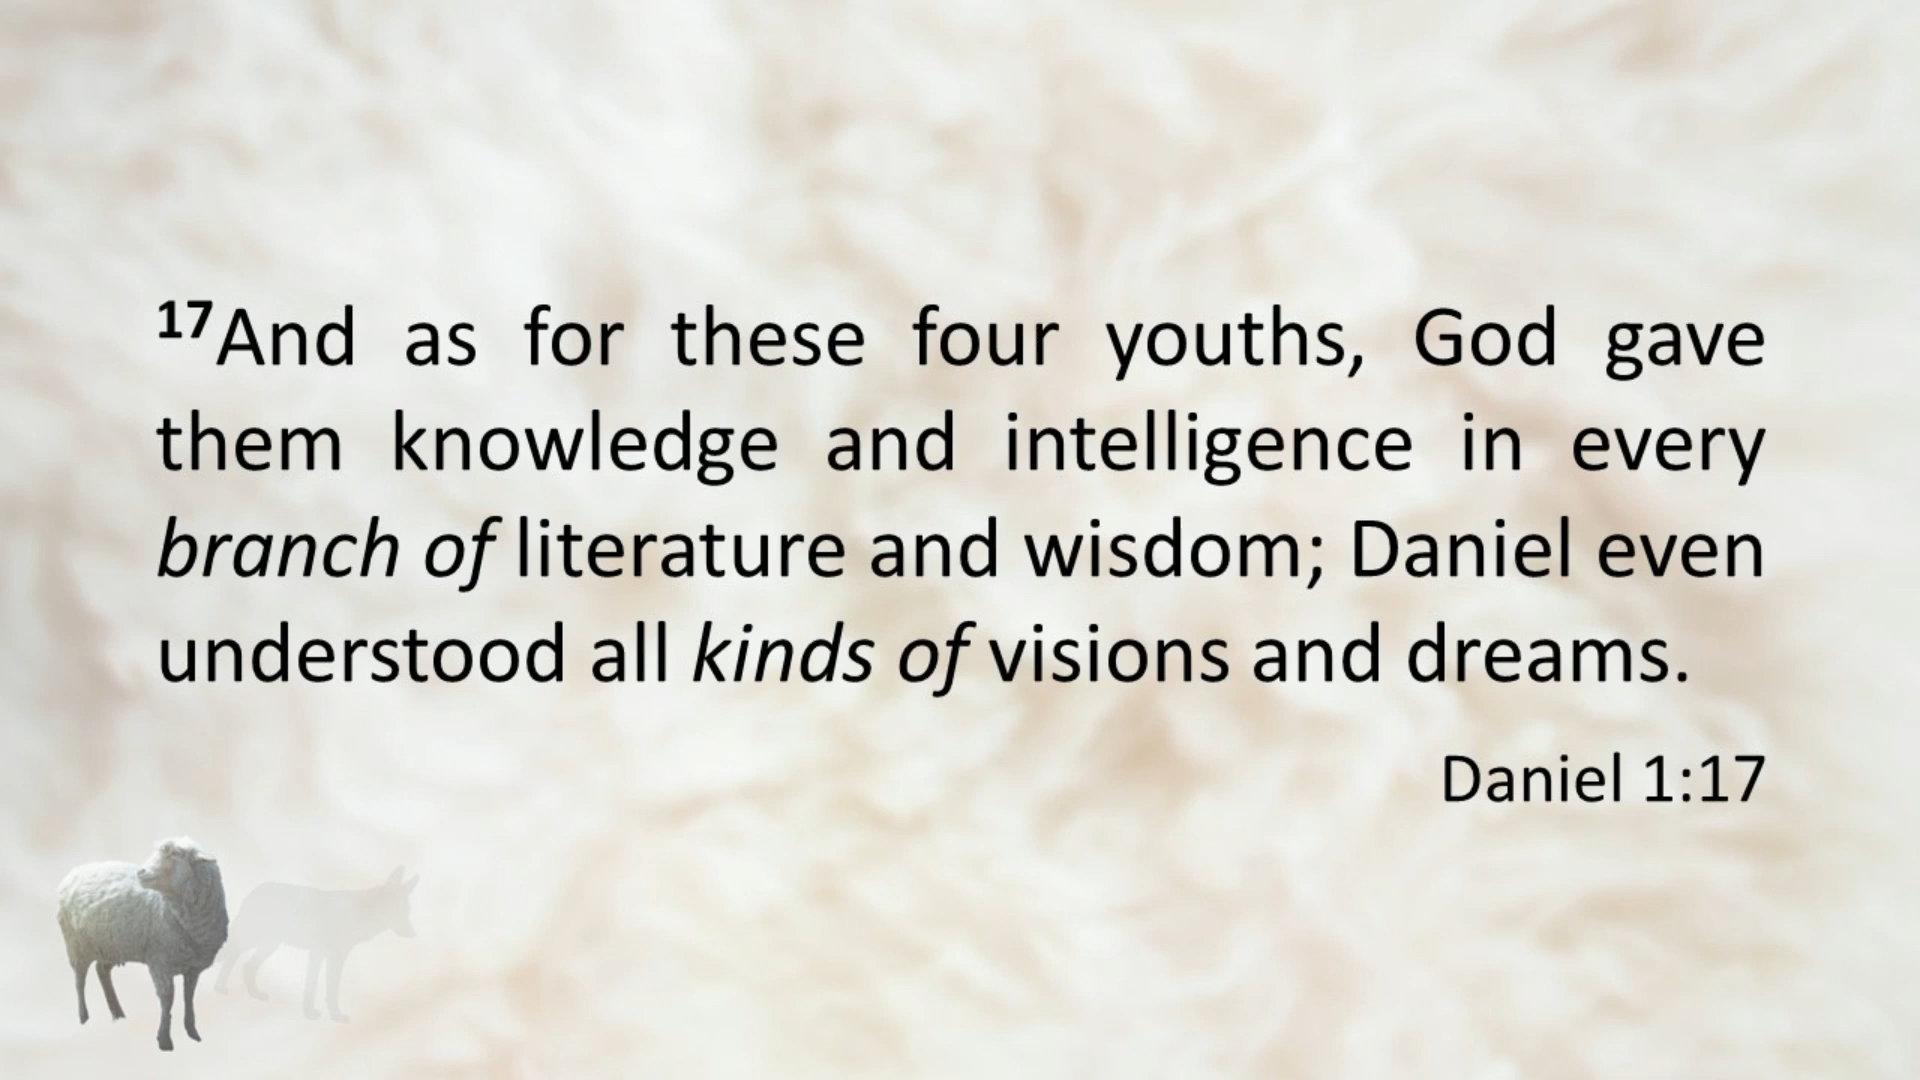 17And as for these four youths, God gave
them knowledge and intelligence in every
branch of literature and wisdom; Daniel even
understood all kinds of visions and dreams.
Daniel 1:17